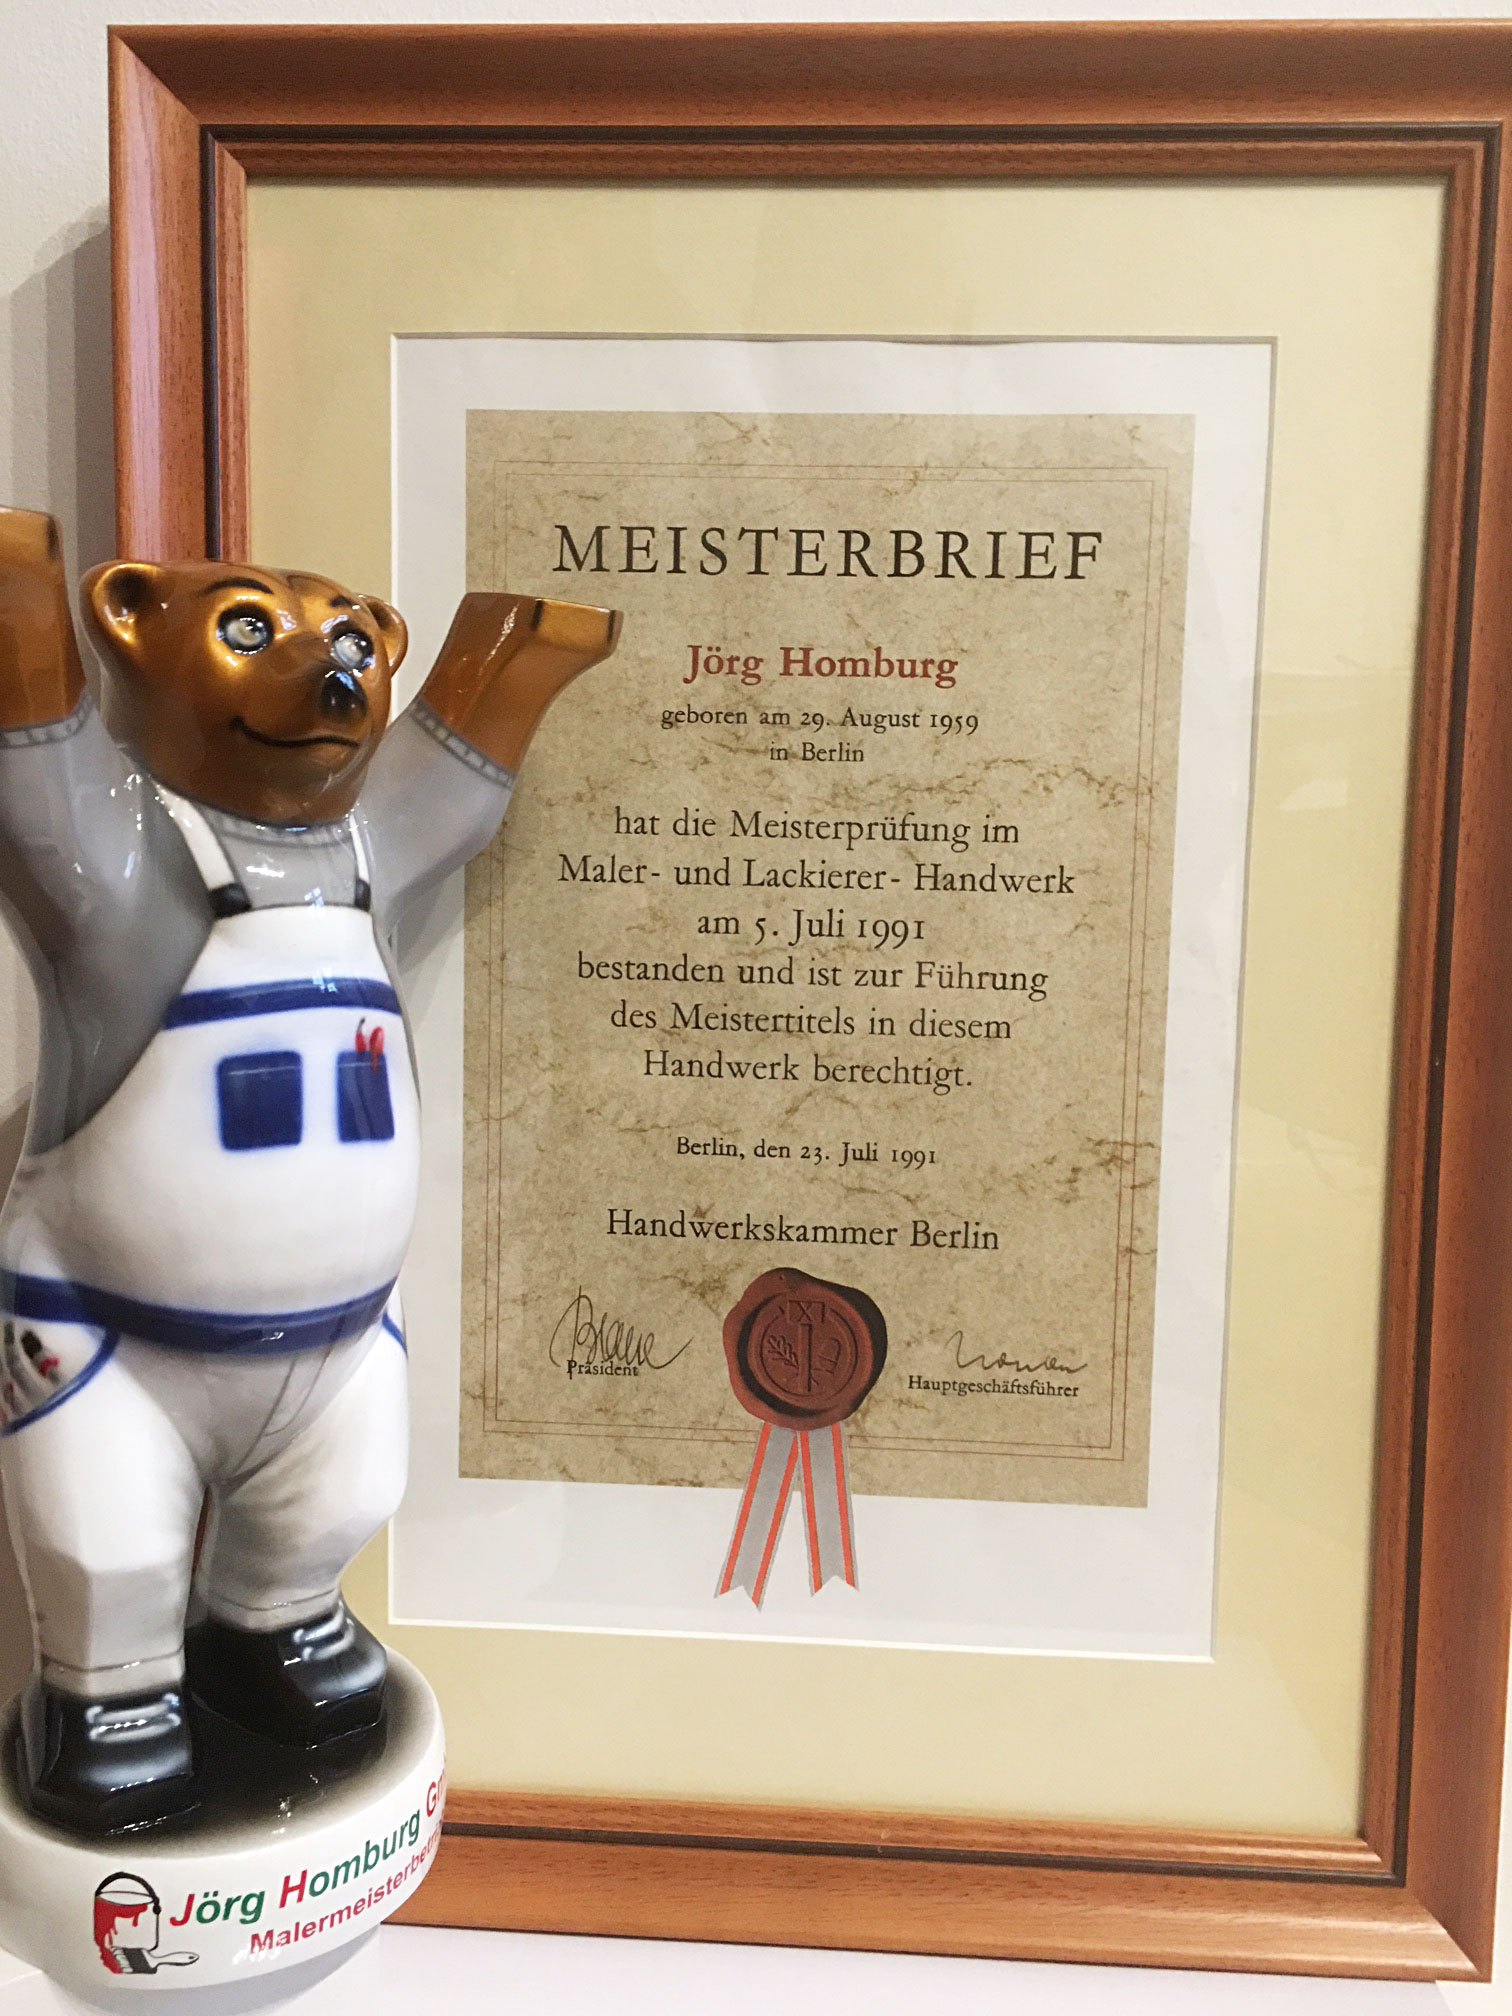 MEISTERBRIEF
Jörg Homburg
geboren am 29. August 1959
in Berlin
hat die Meisterprüfung im
Maler- und Lackierer- Handwerk
am 5. Juli 1991
bestanden und ist zur Führung
des Meistertitels in diesem
Handwerk berechtigt.
Berlin, den 23. Juli 1991
Handwerkskammer Berlin
Präsident
Hauptgeschäftsführer
Jörg Homburg